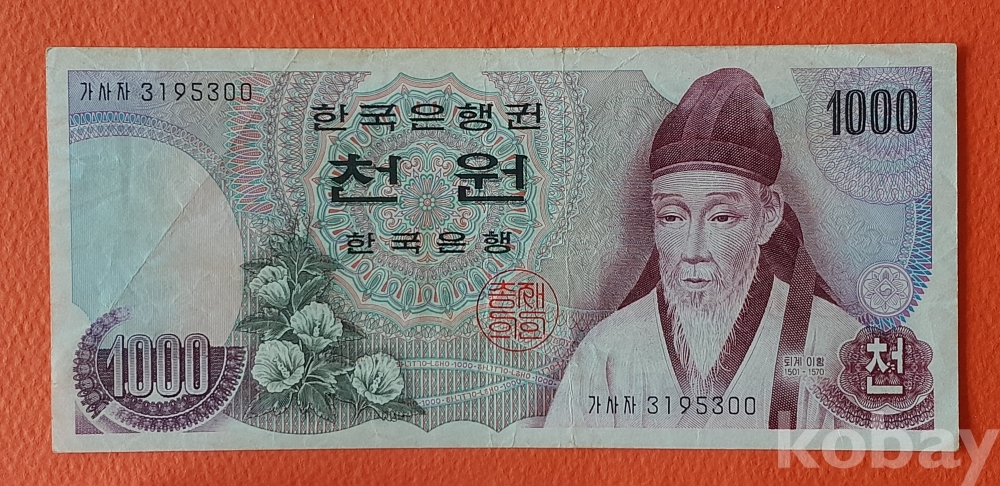 가사자 3195300
한국은행권
천 원
한국은행
1000
1000
퇴계 이황
1501 - 1570
천
가사자 3195300
kobay